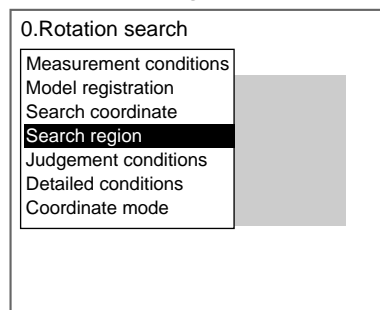 0.Rotation search
Measurement conditions
Model registration
Search coordinate
Search region
Judgement conditions
Detailed conditions
Coordinate mode